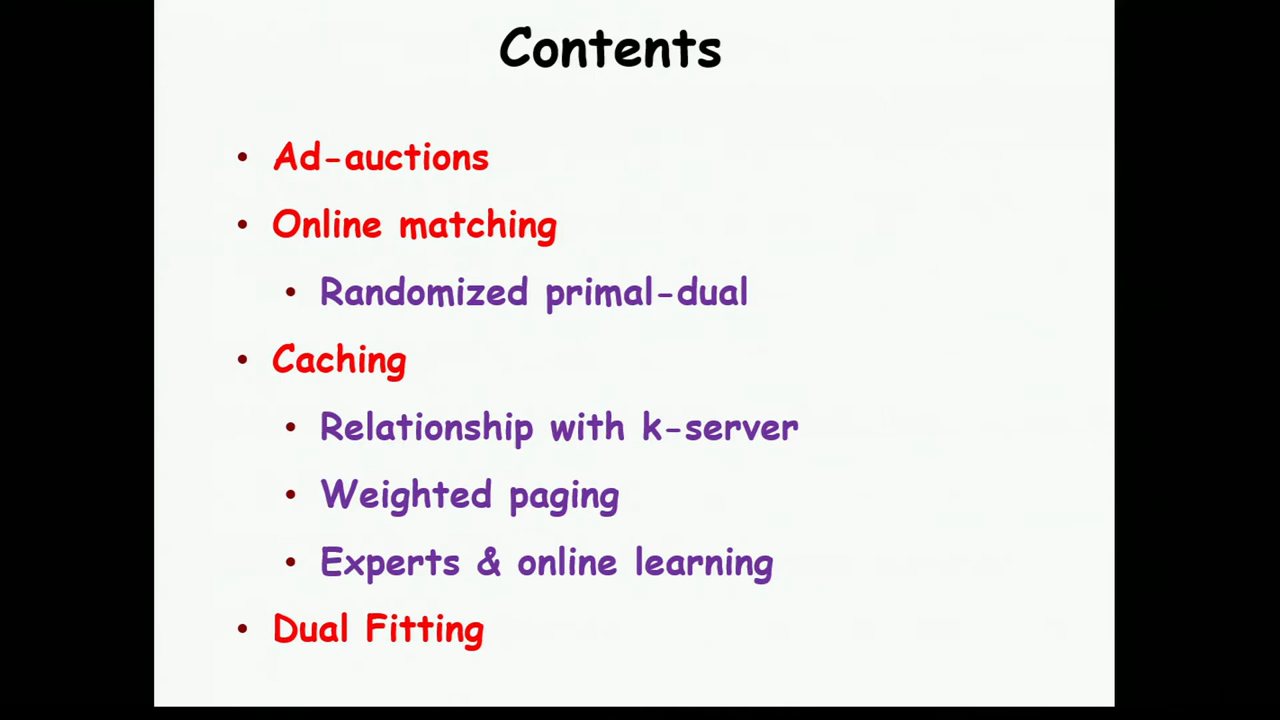 Contents
• Ad-auctions
• Online matching
• Randomized primal-dual
• Caching
• Relationship with k-server
• Weighted paging
• Experts & online learning
• Dual Fitting